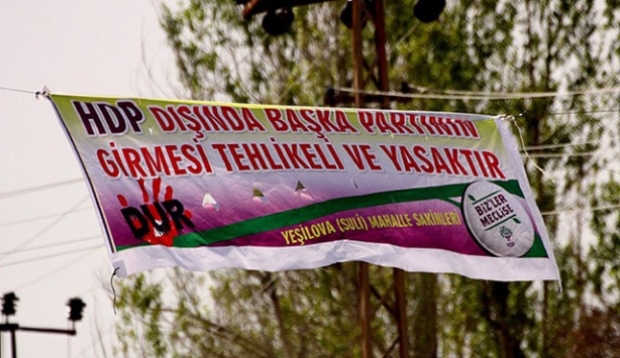 HDP DIŞINDA BAŞKA PARTİNİN
GİRMESİ TEHLİKELİ VE YASAKTIR
DUR
YEŞİLOVA (SULİ) MAHALLE SAKİNLERİ
BİZ'LER
MECLİSE